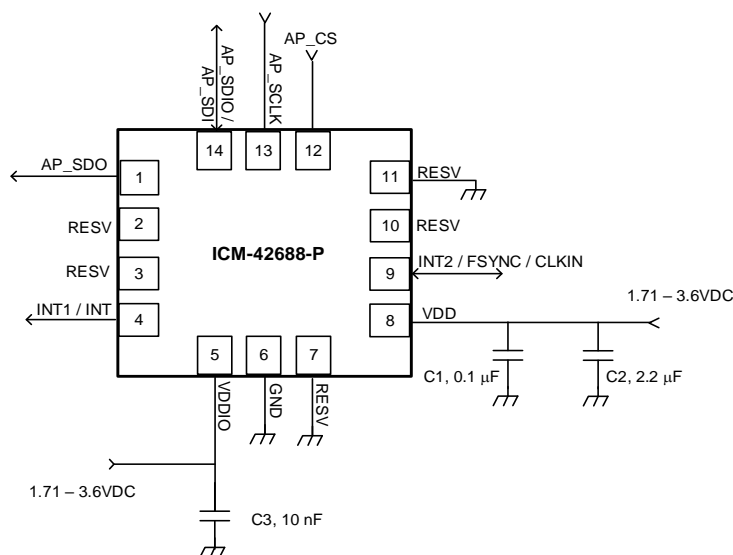 AP_SDIO /
AP_SDI
AP_SCLK
AP_CS
14
13
12
AP_SDO
1
11
RESV
RESV
2
10
RESV
ICM-42688-P
RESV
3
9
INT2 / FSYNC / CLKIN
INT1 / INT
4
8
VDD
1.71 – 3.6VDC
5
6
7
C1, 0.1 µF
C2, 2.2 µF
VDDIO
GND
RESV
1.71 – 3.6VDC
C3, 10 nF